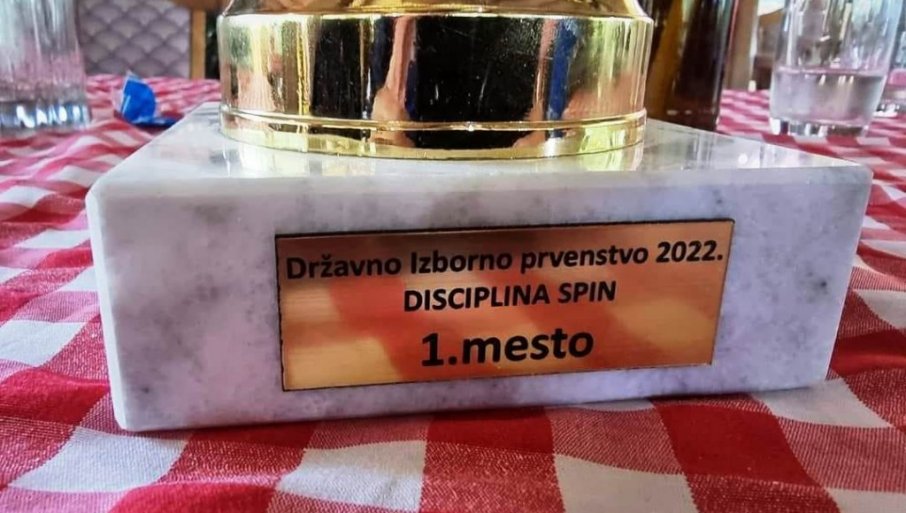 Državno Izborno prvenstvo 2022.
DISCIPLINA SPIN
1.mesto